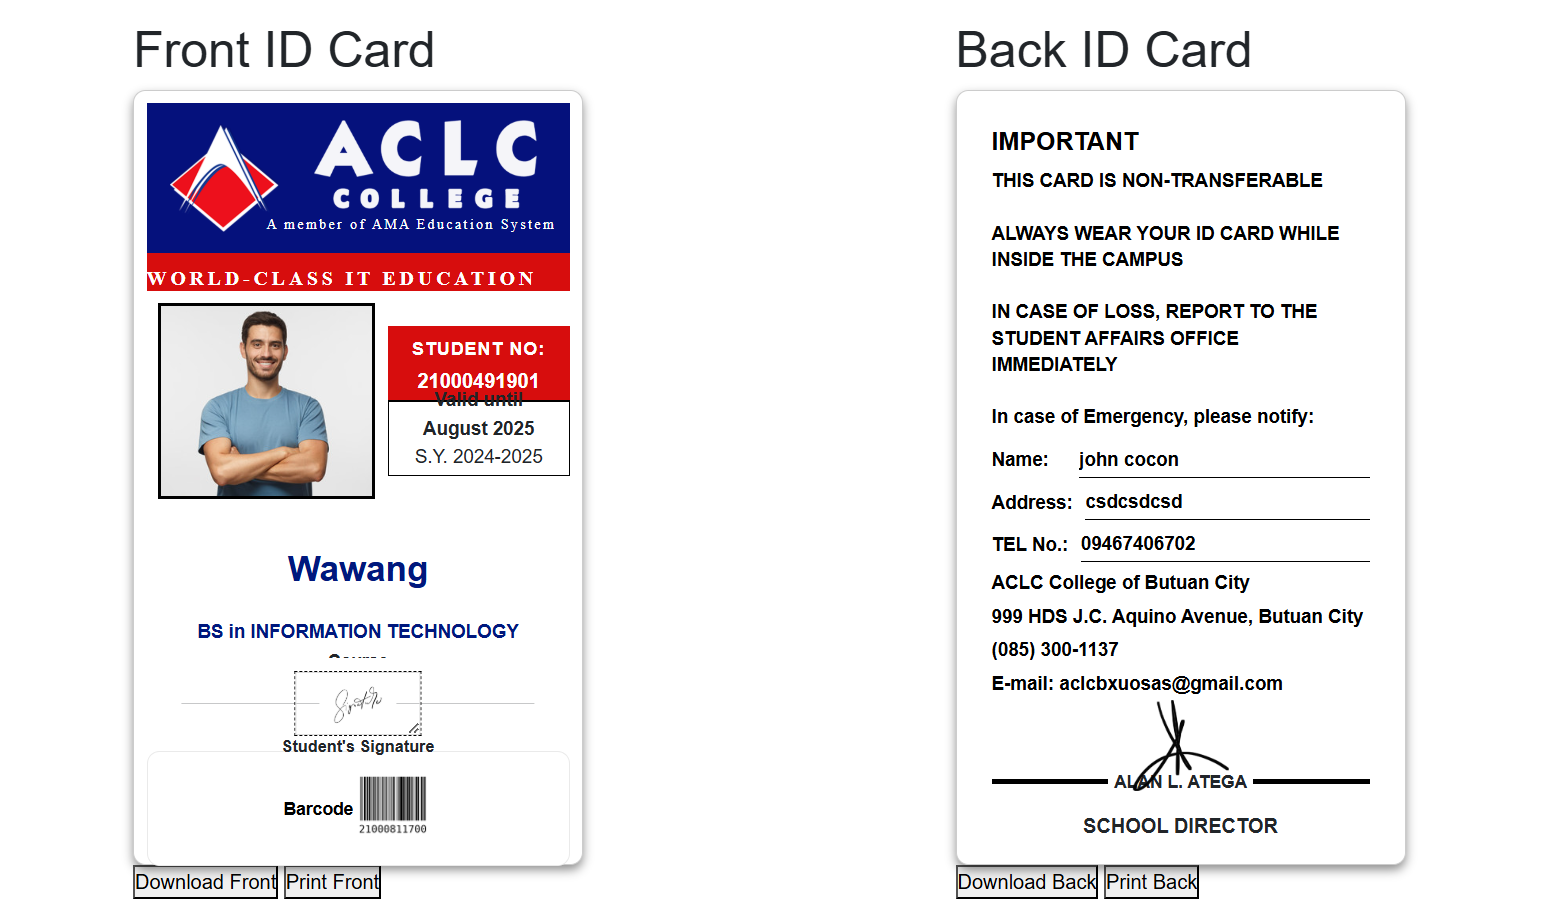 Front ID Card
ACLC
COLLEGE
A member of AMA Education System
WORLD-CLASS IT EDUCATION
STUDENT NO:
21000491901
Valid until
August 2025
S.Y. 2024-2025
Wawang
BS in INFORMATION TECHNOLOGY
Course
Student's Signature
Barcode
21000811700
Download Front
Print Front
Back ID Card
IMPORTANT
THIS CARD IS NON-TRANSFERABLE
ALWAYS WEAR YOUR ID CARD WHILE
INSIDE THE CAMPUS
IN CASE OF LOSS, REPORT TO THE
STUDENT AFFAIRS OFFICE
IMMEDIATELY
In case of Emergency, please notify:
Name: john cocon
Address: csdcsdcsd
TEL No.: 09467406702
ACLC College of Butuan City
999 HDS J.C. Aquino Avenue, Butuan City
(085) 300-1137
E-mail: aclcbxuosas@gmail.com
ALAN L. ATEGA
SCHOOL DIRECTOR
Download Back
Print Back